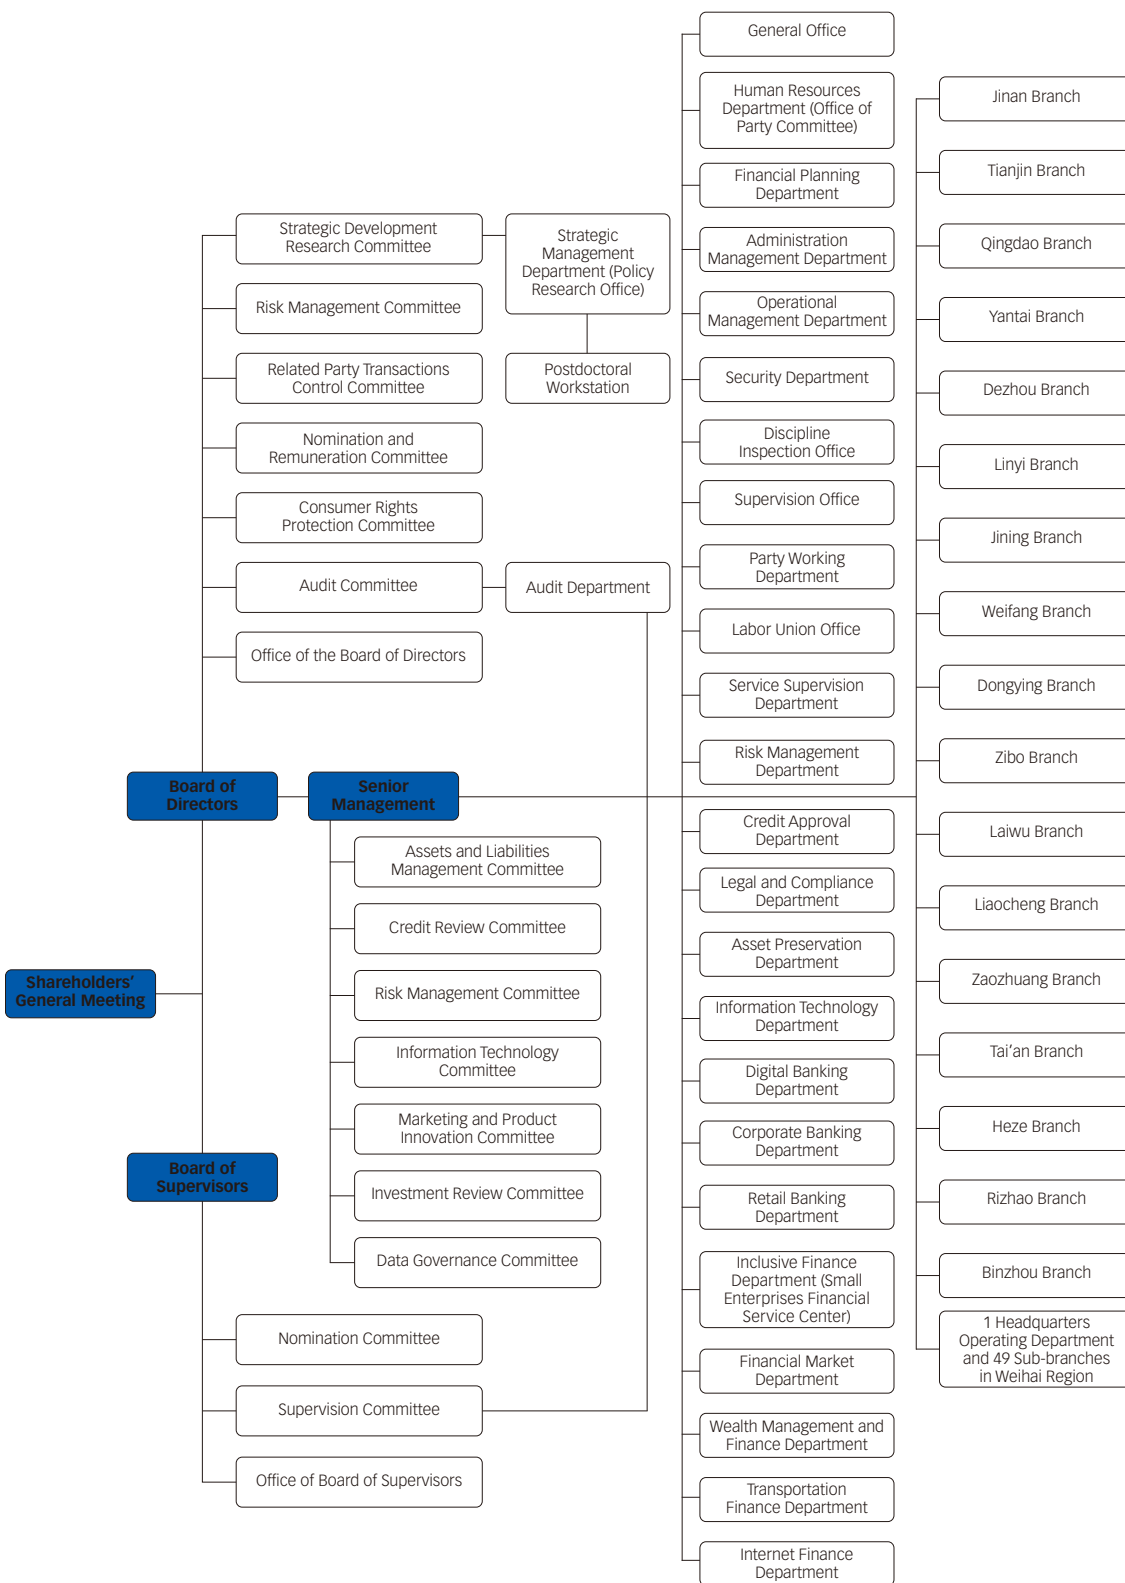 Shareholders’
General Meeting
Board of
Directors
Board of
Supervisors
Senior
Management
Strategic Development
Research Committee
Risk Management Committee
Related Party Transactions
Control Committee
Nomination and
Remuneration Committee
Consumer Rights
Protection Committee
Audit Committee
Office of the Board of Directors
Strategic
Management
Department (Policy
Research Office)
Postdoctoral
Workstation
Audit Department
Assets and Liabilities
Management Committee
Credit Review Committee
Risk Management Committee
Information Technology
Committee
Marketing and Product
Innovation Committee
Investment Review Committee
Data Governance Committee
Nomination Committee
Supervision Committee
Office of Board of Supervisors
General Office
Human Resources
Department (Office of
Party Committee)
Financial Planning
Department
Administration
Management Department
Operational
Management Department
Security Department
Discipline
Inspection Office
Supervision Office
Party Working
Department
Labor Union Office
Service Supervision
Department
Risk Management
Department
Credit Approval
Department
Legal and Compliance
Department
Asset Preservation
Department
Information Technology
Department
Digital Banking
Department
Corporate Banking
Department
Retail Banking
Department
Inclusive Finance
Department (Small
Enterprises Financial
Service Center)
Financial Market
Department
Wealth Management and
Finance Department
Transportation
Finance Department
Internet Finance
Department
Jinan Branch
Tianjin Branch
Qingdao Branch
Yantai Branch
Dezhou Branch
Linyi Branch
Jining Branch
Weifang Branch
Dongying Branch
Zibo Branch
Laiwu Branch
Liaocheng Branch
Zaozhuang Branch
Tai’an Branch
Heze Branch
Rizhao Branch
Binzhou Branch
1 Headquarters
Operating Department
and 49 Sub-branches
in Weihai Region